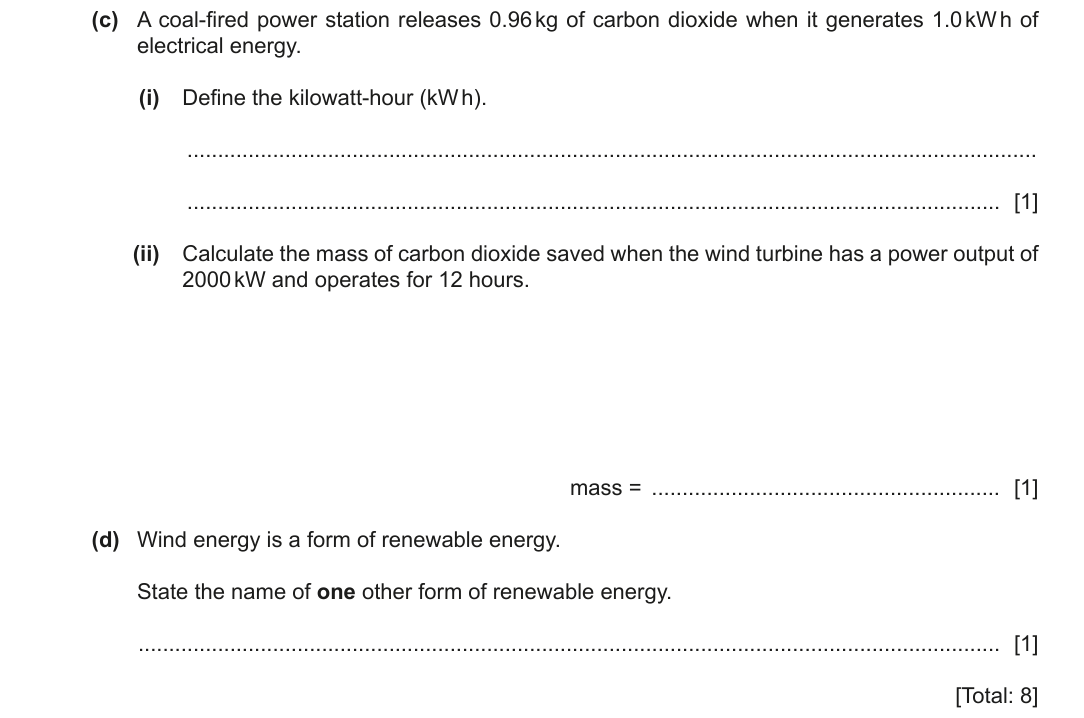 (c) A coal-fired power station releases 0.96 kg of carbon dioxide when it generates 1.0 kW h of
electrical energy.
(i) Define the kilowatt-hour (kW h).
..........................................................................................................................................
.................................................................................................................................... [1]
(ii) Calculate the mass of carbon dioxide saved when the wind turbine has a power output of
2000 kW and operates for 12 hours.
mass = ......................................................... [1]
(d) Wind energy is a form of renewable energy.
State the name of one other form of renewable energy.
............................................................................................................................................ [1]
[Total: 8]